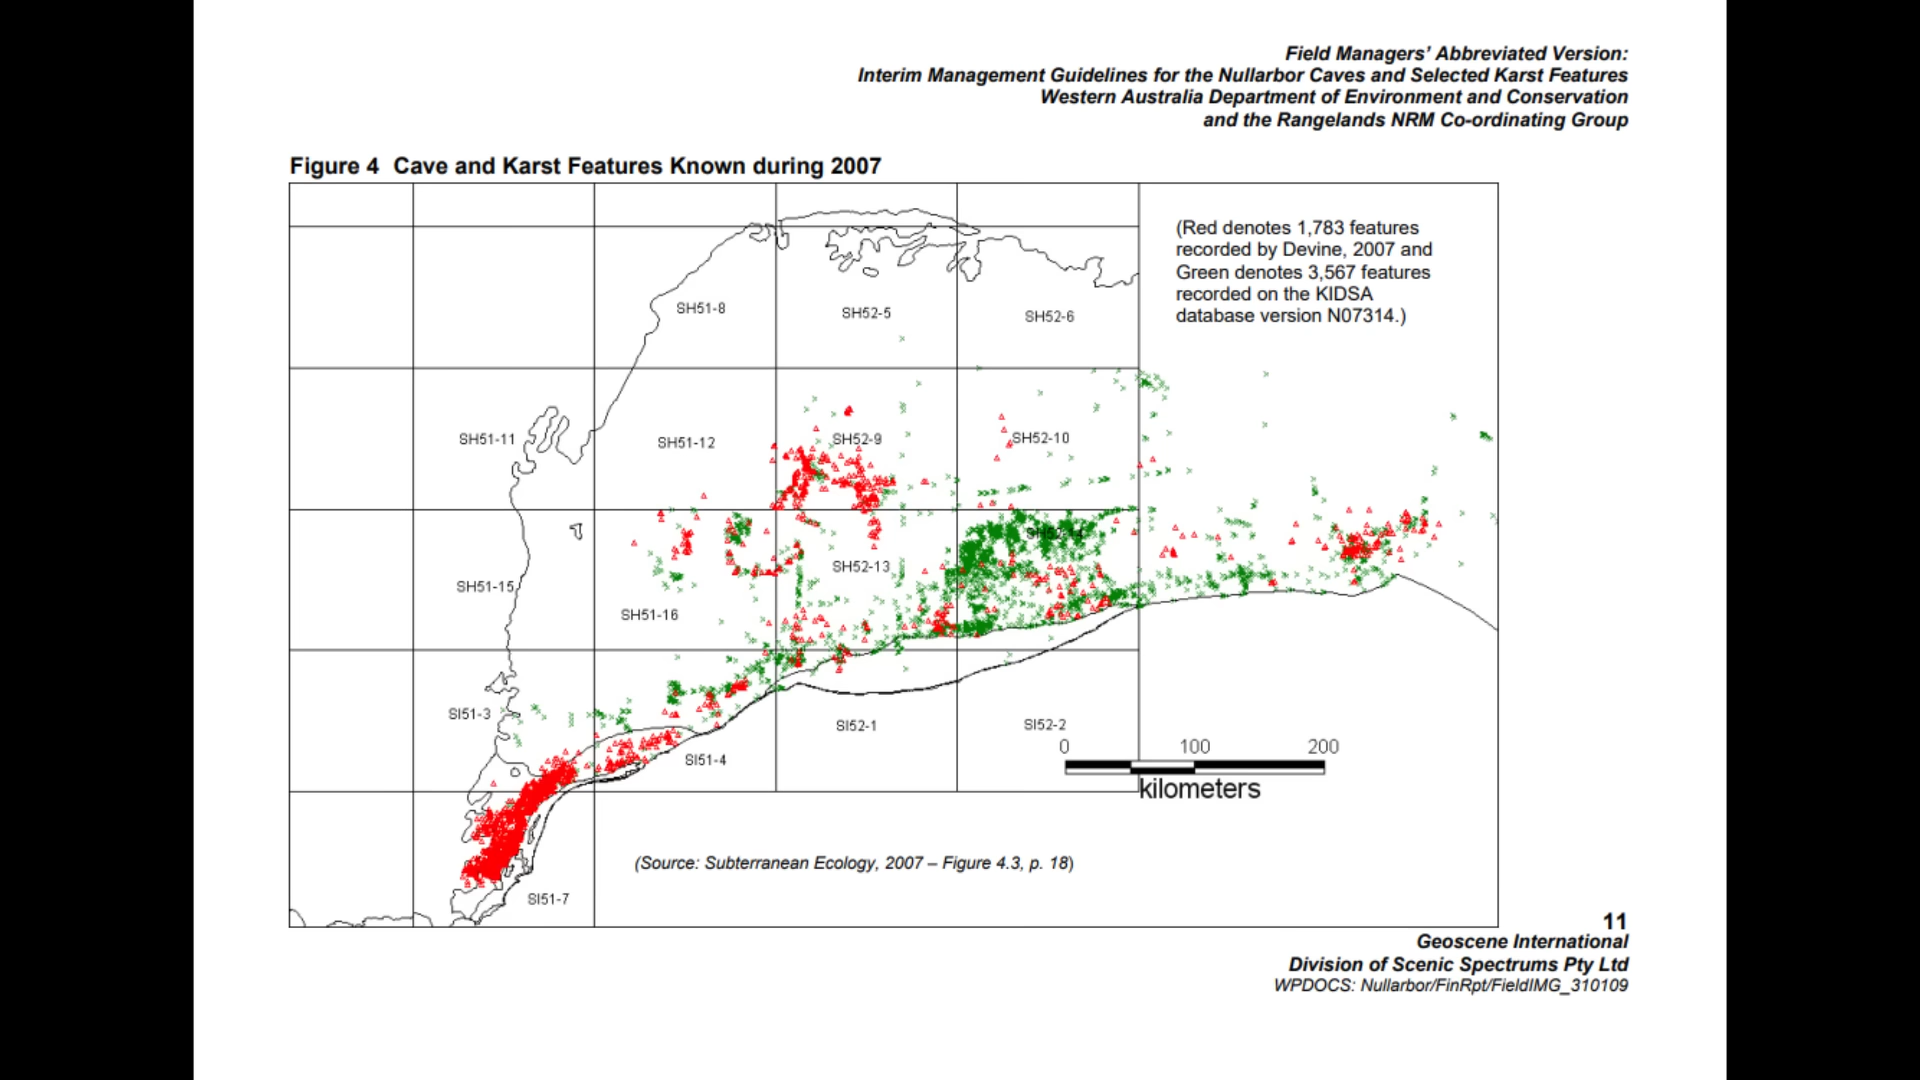 Field Managers' Abbreviated Version:
Interim Management Guidelines for the Nullarbor Caves and Selected Karst Features
Western Australia Department of Environment and Conservation
and the Rangelands NRM Co-ordinating Group
Figure 4 Cave and Karst Features Known during 2007
(Red denotes 1,783 features
recorded by Devine, 2007 and
Green denotes 3,567 features
recorded on the KIDSA
database version N07314.)
SH51-8
SH52-5
SH52-6
SH51-11
SH51-12
SH52-9
SH52-10
SH52-14
SH51-15
SH52-13
SH51-16
SI51-3
SI52-1
SI52-2
SI51-4
0 100 200
kilometers
(Source: Subterranean Ecology, 2007 – Figure 4.3, p. 18)
SI51-7
11
Geoscene International
Division of Scenic Spectrums Pty Ltd
WPDOCS: Nullarbor/FinRpt/FieldIMG_310109